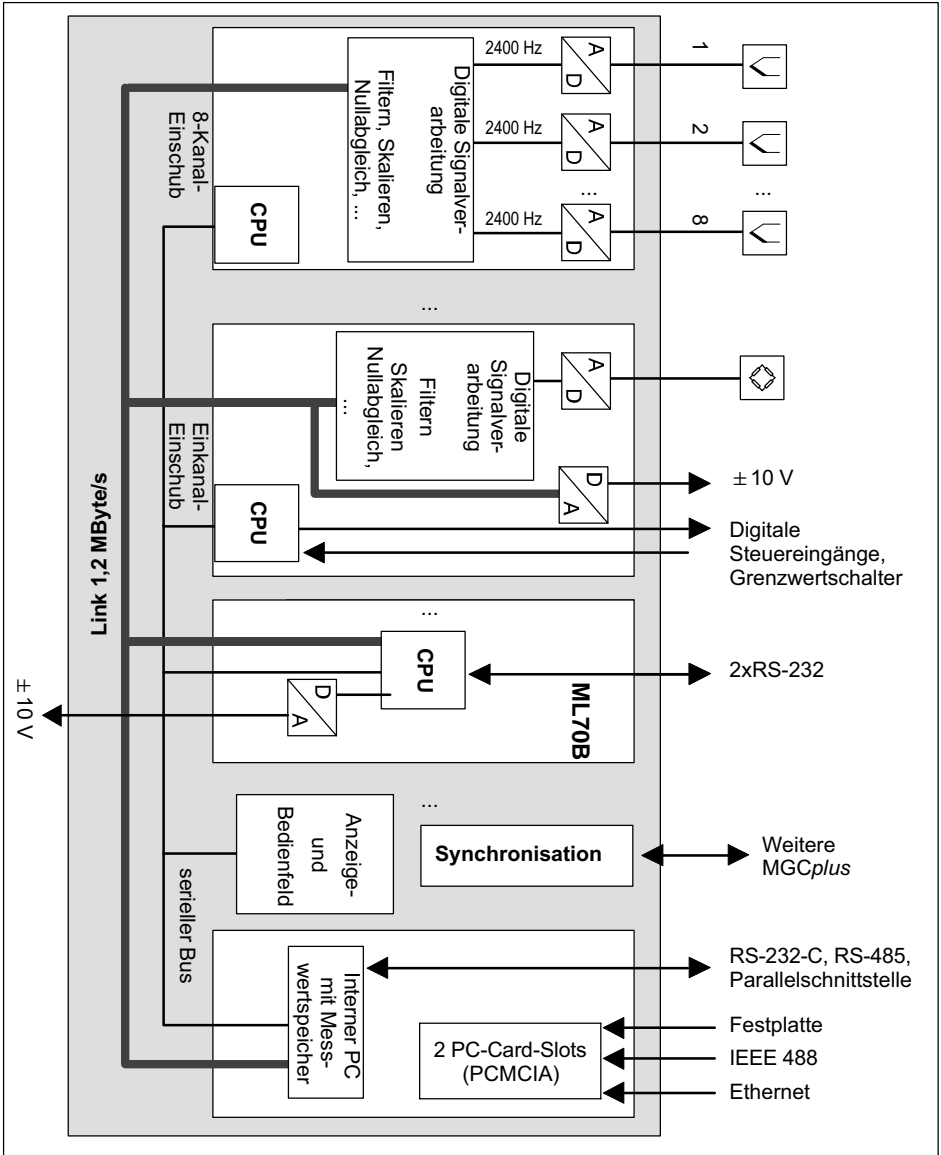 2400 Hz
A
D
1
2400 Hz
A
D
2
...
...
2400 Hz
A
D
8
Digitale Signalver-
arbeitung
Filtern, Skalieren,
Nullabgleich, ...
8-Kanal-
Einschub
CPU
...
Digitale
Signalver-
arbeitung
Filtern
Skalieren
Nullabgleich,
...
A
D
D
A
± 10 V
Einkanal-
Einschub
CPU
Digitale
Steuereingänge,
Grenzwertschalter
Link 1,2 MByte/s
...
CPU
D
A
ML70B
2xRS-232
± 10 V
...
Anzeige-
und
Bedienfeld
Synchronisation
Weitere
MGCplus
serieller Bus
Interner PC
mit Mess-
wertspeicher
RS-232-C, RS-485,
Parallelschnittstelle
2 PC-Card-Slots
(PCMCIA)
Festplatte
IEEE 488
Ethernet